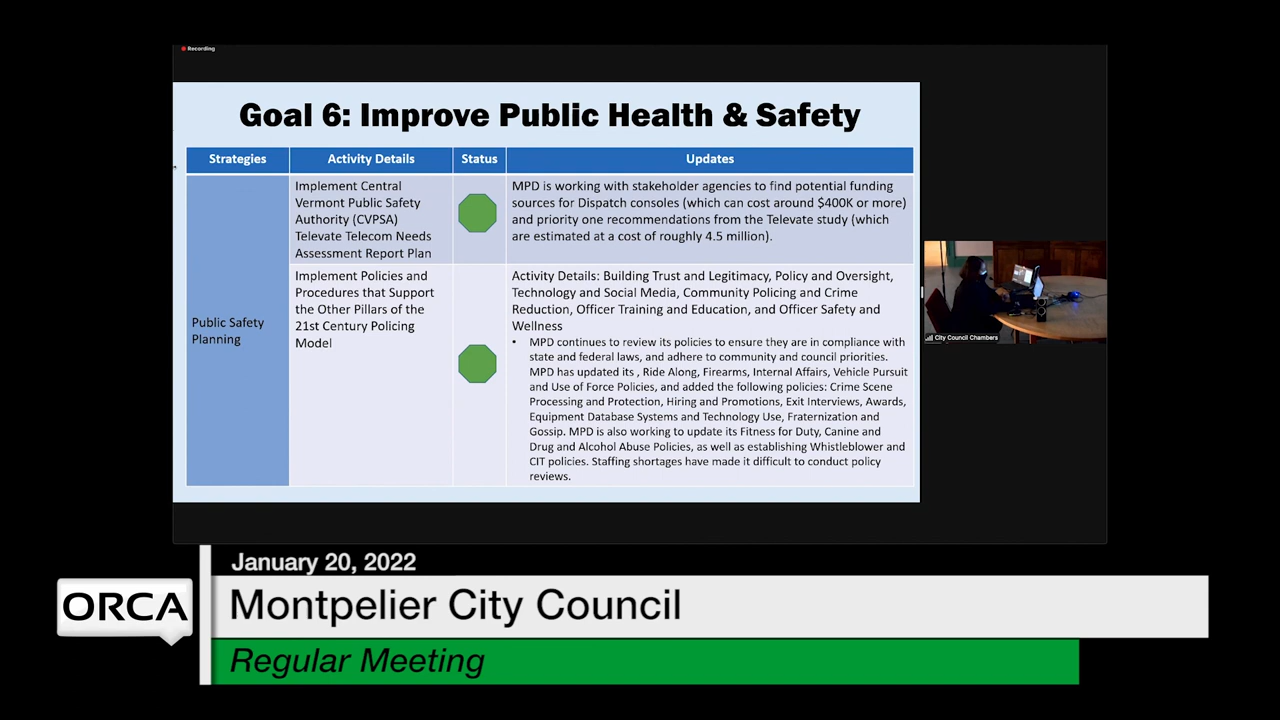 Recording
Goal 6: Improve Public Health & Safety
Strategies
Activity Details
Status
Updates
Public Safety
Planning
Implement Central
Vermont Public Safety
Authority (CVPSA)
Televate Telecom Needs
Assessment Report Plan
MPD is working with stakeholder agencies to find potential funding
sources for Dispatch consoles (which can cost around $400K or more)
and priority one recommendations from the Televate study (which
are estimated at a cost of roughly 4.5 million).
Implement Policies and
Procedures that Support
the Other Pillars of the
21st Century Policing
Model
Activity Details: Building Trust and Legitimacy, Policy and Oversight,
Technology and Social Media, Community Policing and Crime
Reduction, Officer Training and Education, and Officer Safety and
Wellness
• MPD continues to review its policies to ensure they are in compliance with
state and federal laws, and adhere to community and council priorities.
MPD has updated its , Ride Along, Firearms, Internal Affairs, Vehicle Pursuit
and Use of Force Policies, and added the following policies: Crime Scene
Processing and Protection, Hiring and Promotions, Exit Interviews, Awards,
Equipment Database Systems and Technology Use, Fraternization and
Gossip. MPD is also working to update its Fitness for Duty, Canine and
Drug and Alcohol Abuse Policies, as well as establishing Whistleblower and
CIT policies. Staffing shortages have made it difficult to conduct policy
reviews.
City Council Chambers
January 20, 2022
ORCA
Montpelier City Council
Regular Meeting